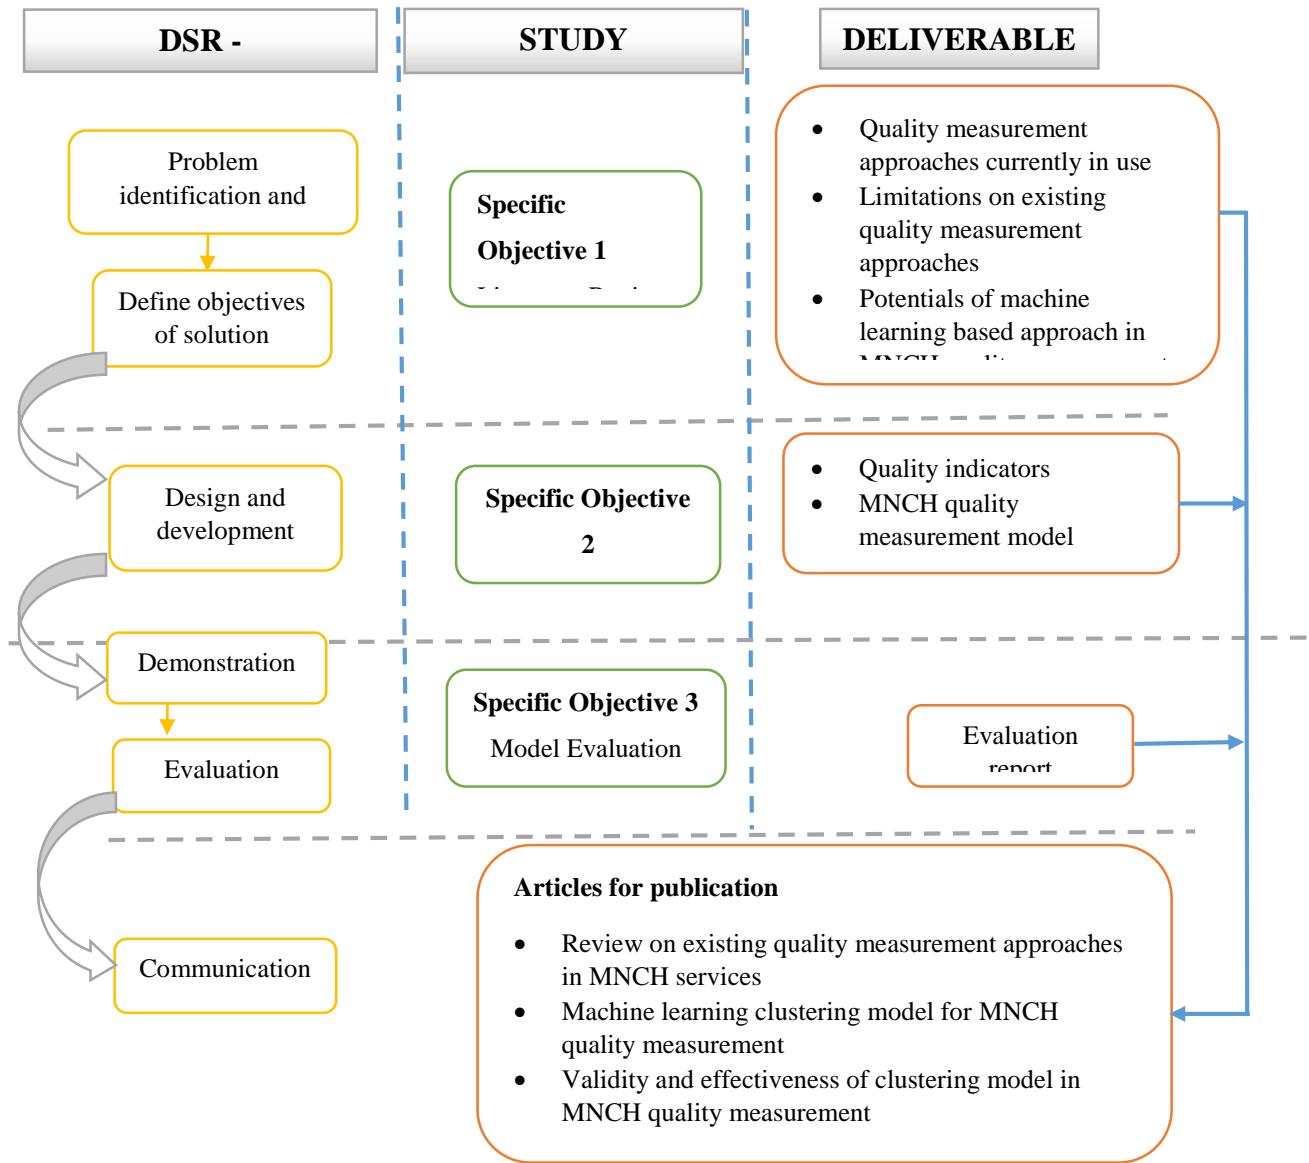 DSR -
STUDY
DELIVERABLE
Problem
identification and
Define objectives
of solution
Specific
Objective 1
• Quality measurement
approaches currently in use
• Limitations on existing
quality measurement
approaches
• Potentials of machine
learning based approach in
MNCH quality
Design and
development
Specific Objective
2
• Quality indicators
• MNCH quality
measurement model
Demonstration
Evaluation
Specific Objective 3
Model Evaluation
Evaluation
report
Communication
Articles for publication
• Review on existing quality measurement approaches
in MNCH services
• Machine learning clustering model for MNCH
quality measurement
• Validity and effectiveness of clustering model in
MNCH quality measurement